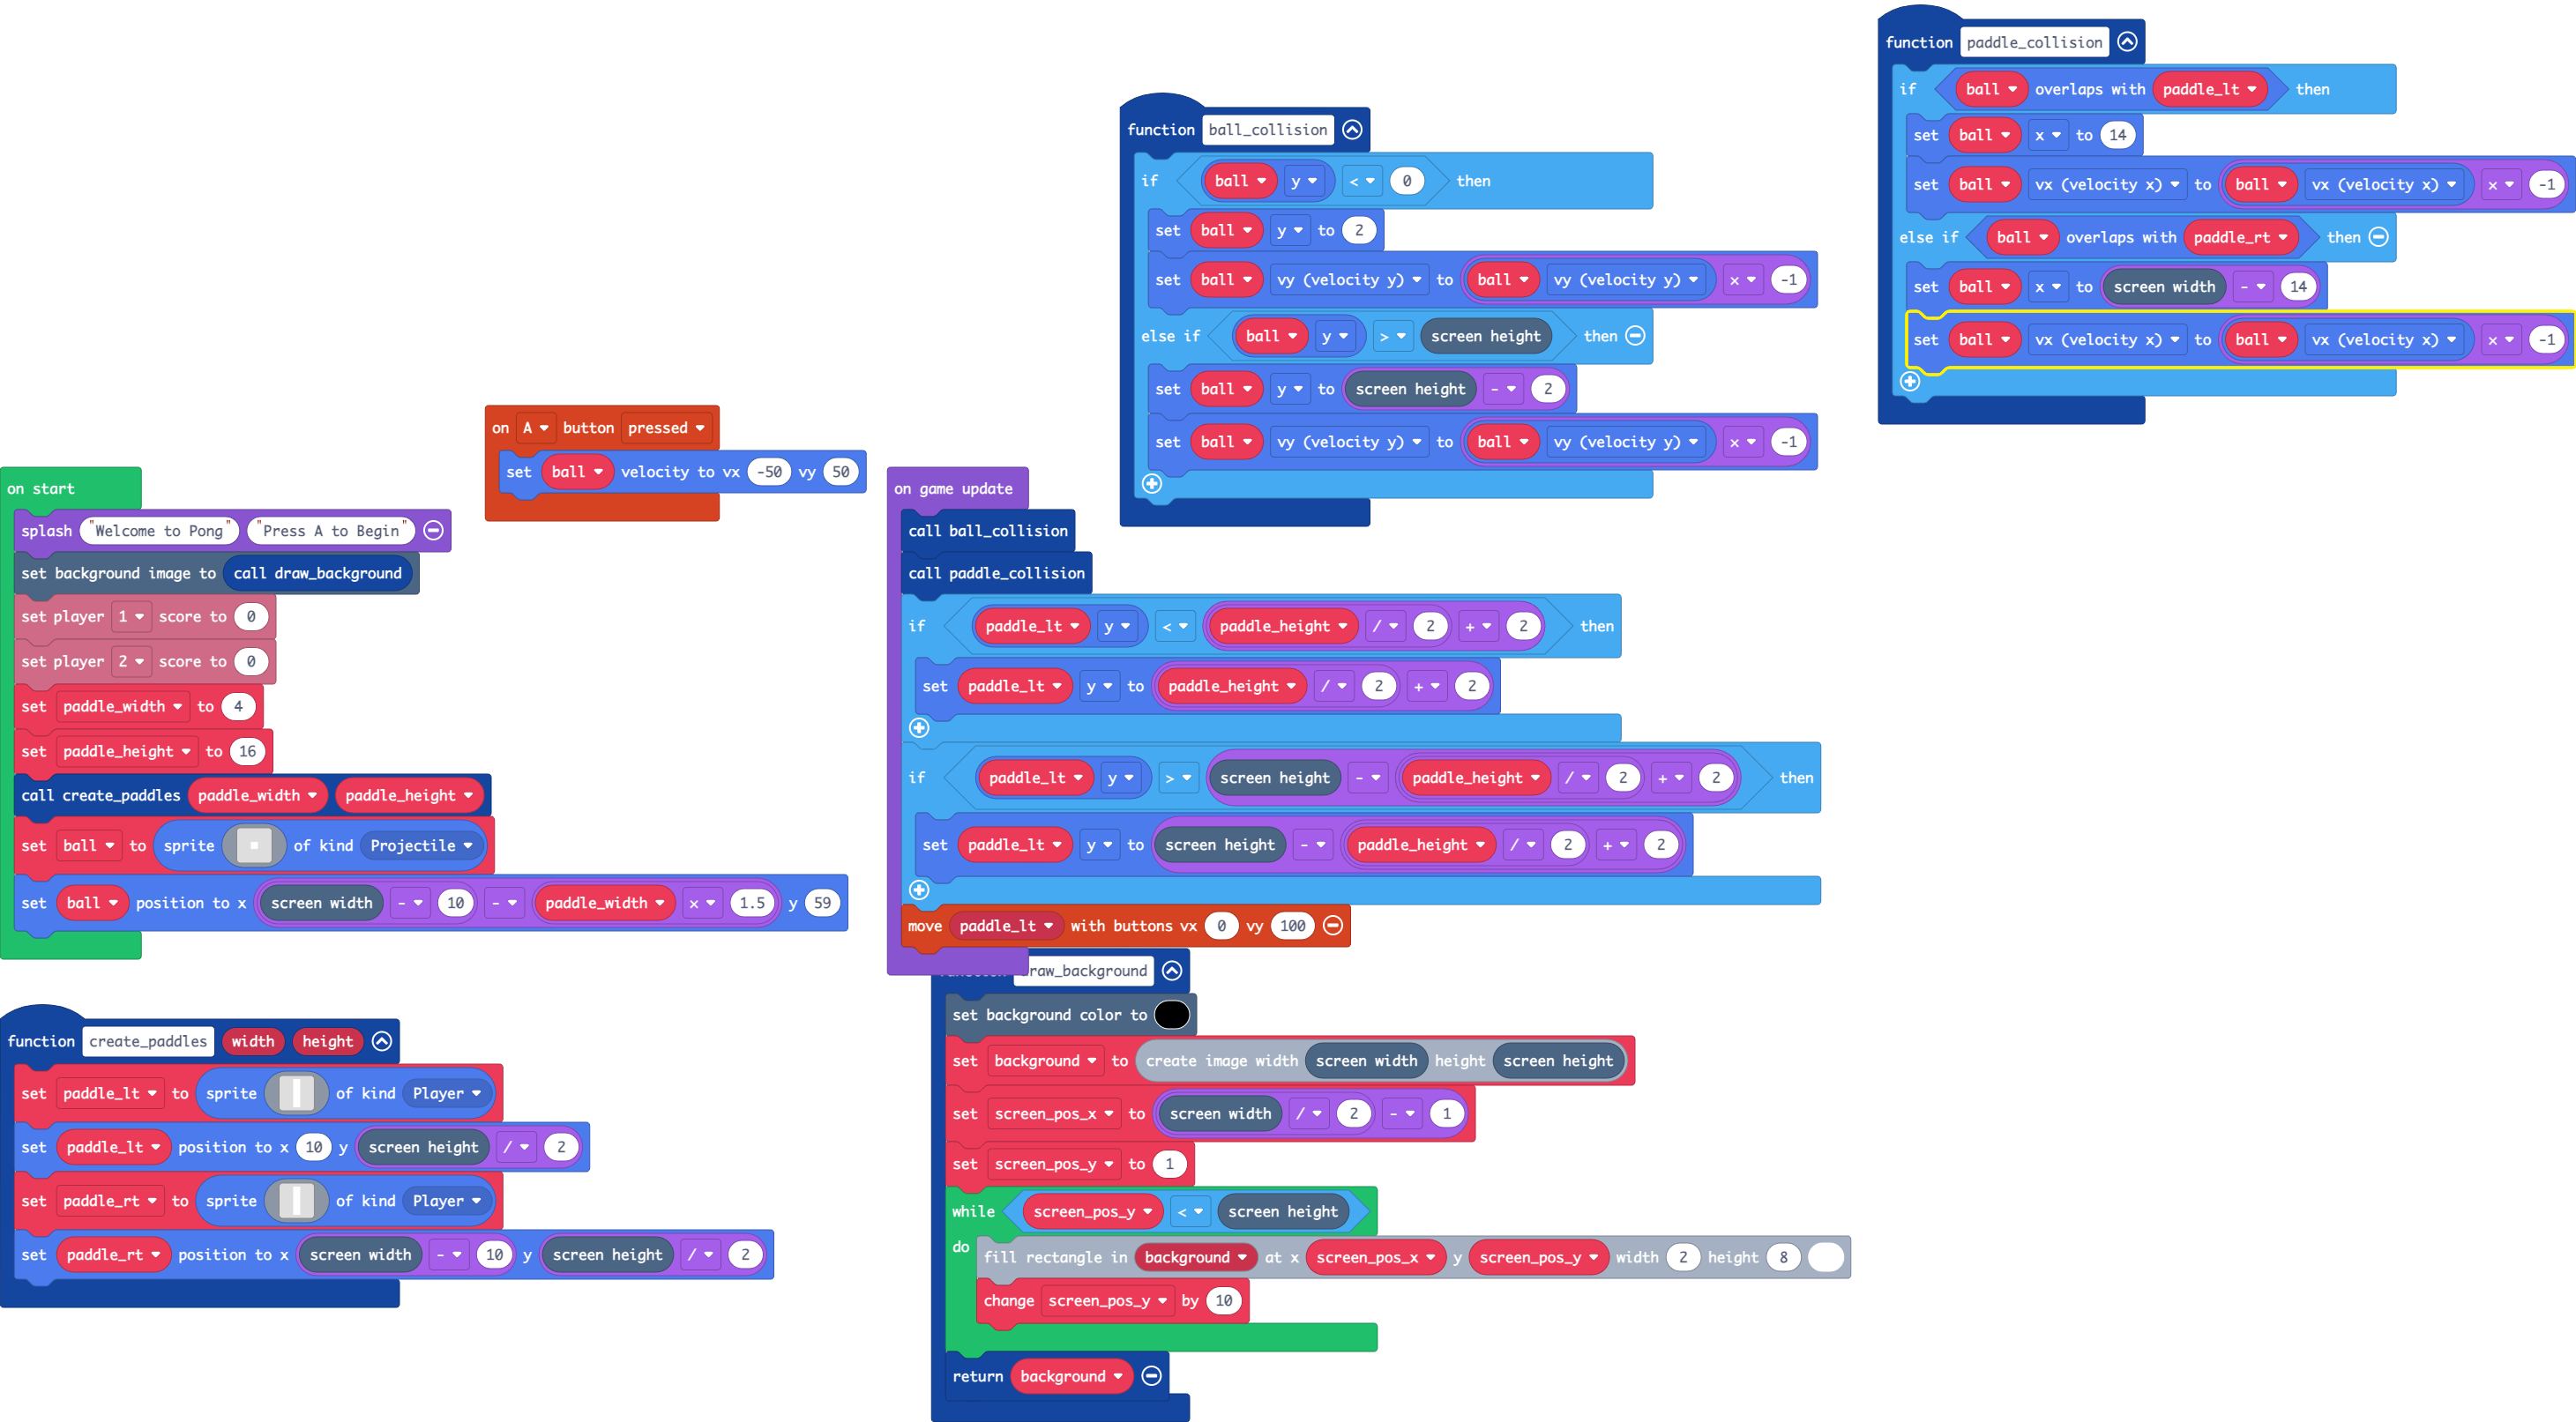 on start
splash "Welcome to Pong" "Press A to Begin"
set background image to call draw_background
set player 1 score to 0
set player 2 score to 0
set paddle_width to 4
set paddle_height to 16
call create_paddles paddle_width paddle_height
set ball to sprite of kind Projectile
set ball position to x screen width - 10 - paddle_width × 1.5 y 59
function create_paddles width height
set paddle_lt to sprite of kind Player
set paddle_lt position to x 10 y screen height / 2
set paddle_rt to sprite of kind Player
set paddle_rt position to x screen width - 10 y screen height / 2
on A button pressed
set ball velocity to vx -50 vy 50
on game update
call ball_collision
call paddle_collision
if paddle_lt y < paddle_height / 2 + 2 then
set paddle_lt y to paddle_height / 2 + 2
if paddle_lt y > screen height - paddle_height / 2 + 2 then
set paddle_lt y to screen height - paddle_height / 2 + 2
move paddle_lt with buttons vx 0 vy 100
raw_background
set background color to
set background to create image width screen width height screen height
set screen_pos_x to screen width / 2 - 1
set screen_pos_y to 1
while screen_pos_y < screen height
do
fill rectangle in background at x screen_pos_x y screen_pos_y width 2 height 8
change screen_pos_y by 10
return background
function ball_collision
if ball y < 0 then
set ball y to 2
set ball vy (velocity y) to ball vy (velocity y) × -1
else if ball y > screen height then
set ball y to screen height - 2
set ball vy (velocity y) to ball vy (velocity y) × -1
function paddle_collision
if ball overlaps with paddle_lt then
set ball x to 14
set ball vx (velocity x) to ball vx (velocity x) × -1
else if ball overlaps with paddle_rt then
set ball x to screen width - 14
set ball vx (velocity x) to ball vx (velocity x) × -1